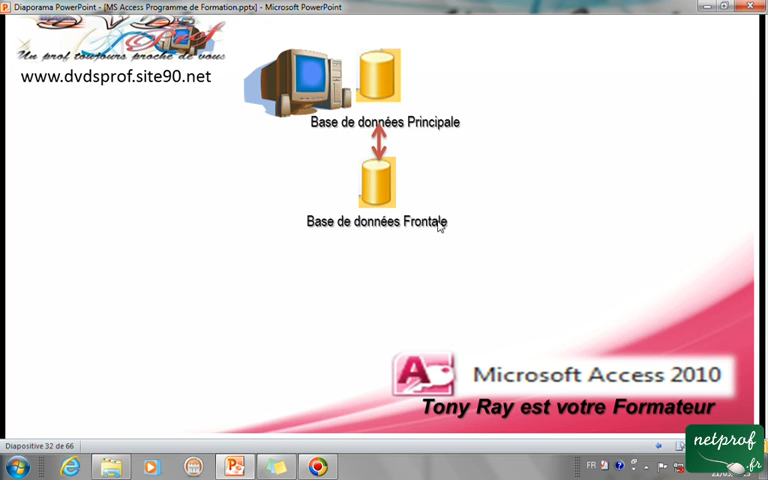 Diaporama PowerPoint - [MS Access Programme de Formation.pptx] - Microsoft PowerPoint
Un prof toujours proche de vous
www.dvdsprof.site90.net
Base de données Principale
Base de données Frontale
Microsoft Access 2010
Tony Ray est votre Formateur
Diapositive 32 de 66
netprof
.fr
FR